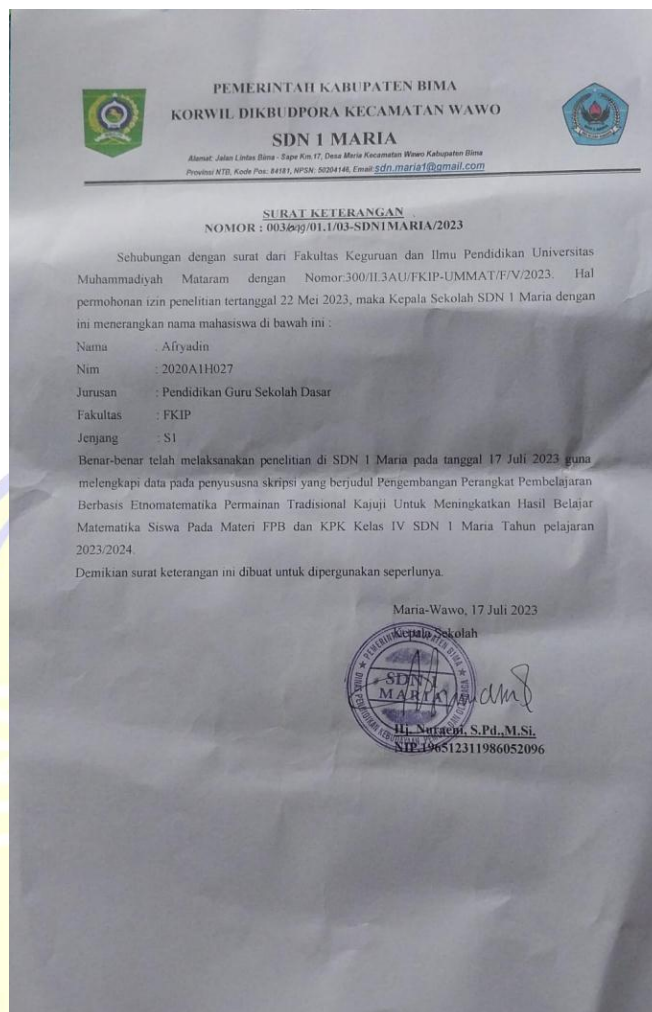 PEMERINTAH KABUPATEN BIMA
KORWIL DIKBUDPORA KECAMATAN WAWO
SDN 1 MARIA
Alamat: Jalan Lintas Bima - Sape Km.17, Desa Maria Kecamatan Wawo Kabupaten Bima
Provinsi NTB, Kode Pos: 84181, NPSN: 50204146, Email: sdn.maria1@gmail.com
SURAT KETERANGAN
NOMOR : 003/ /01.1/03-SDN1MARIA/2023
Sehubungan dengan surat dari Fakultas Keguruan dan Ilmu Pendidikan Universitas
Muhammadiyah Mataram dengan Nomor:300/II.3AU/FKIP-UMMAT/F/V/2023. Hal
permohonan izin penelitian tertanggal 22 Mei 2023, maka Kepala Sekolah SDN 1 Maria dengan
ini menerangkan nama mahasiswa di bawah ini :
Nama : Afryadin
Nim : 2020A1H027
Jurusan : Pendidikan Guru Sekolah Dasar
Fakultas : FKIP
Jenjang : S1
Benar-benar telah melaksanakan penelitian di SDN 1 Maria pada tanggal 17 Juli 2023 guna
melengkapi data pada penyususna skripsi yang berjudul Pengembangan Perangkat Pembelajaran
Berbasis Etnomatematika Permainan Tradisional Kajuji Untuk Meningkatkan Hasil Belajar
Matematika Siswa Pada Materi FPB dan KPK Kelas IV SDN 1 Maria Tahun pelajaran
2023/2024.
Demikian surat keterangan ini dibuat untuk dipergunakan seperlunya.
Maria-Wawo, 17 Juli 2023
Kepala Sekolah
PEMERINTAH KABUPATEN BIMA
SDN 1
MARIA
Hj. Nuraeni, S.Pd.,M.Si.
NIP.196512311986052096